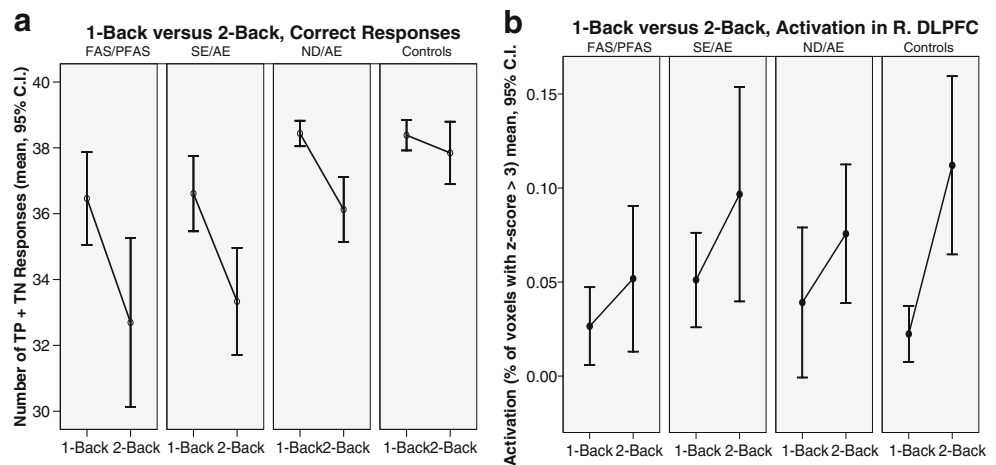 a
1-Back versus 2-Back, Correct Responses
FAS/PFAS SE/AE ND/AE Controls
Number of TP + TN Responses (mean, 95% C.I.)
40
38
36
34
32
30
1-Back 2-Back 1-Back 2-Back 1-Back 2-Back 1-Back 2-Back
b
1-Back versus 2-Back, Activation in R. DLPFC
FAS/PFAS SE/AE ND/AE Controls
Activation (% of voxels with z-score > 3) mean, 95% C.I.
0.15
0.10
0.05
0.00
1-Back 2-Back 1-Back 2-Back 1-Back 2-Back 1-Back 2-Back